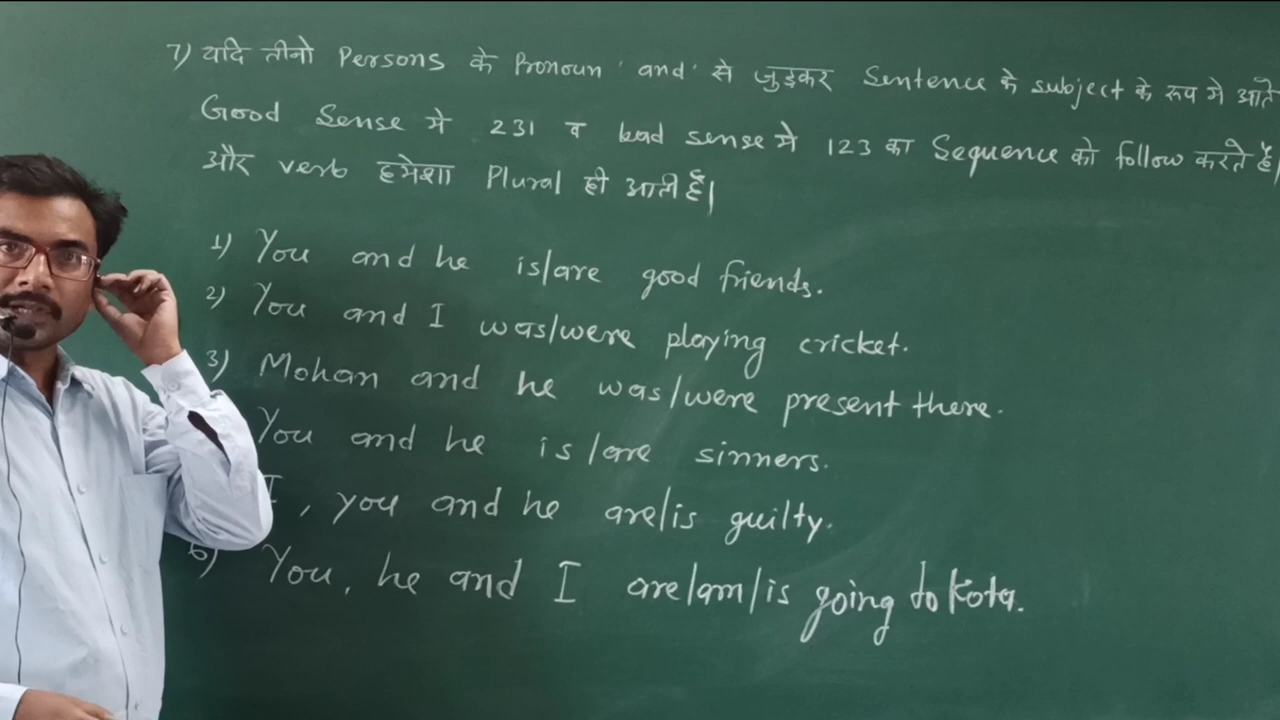 7) यदि तीनो Persons के Pronoun 'and' से जुड़कर Sentence के subject के रूप मे आते
Good Sense मे 231 व bad sense मे 123 का Sequence को follow करते हैं|
और verb हमेशा Plural ही आती हैं|
1) You and he is/are good friends.
2) You and I was/were playing cricket.
3) Mohan and he was/were present there.
You and he is/are sinners.
I, you and he are/is guilty.
6) You, he and I are/am/is going to Kota.